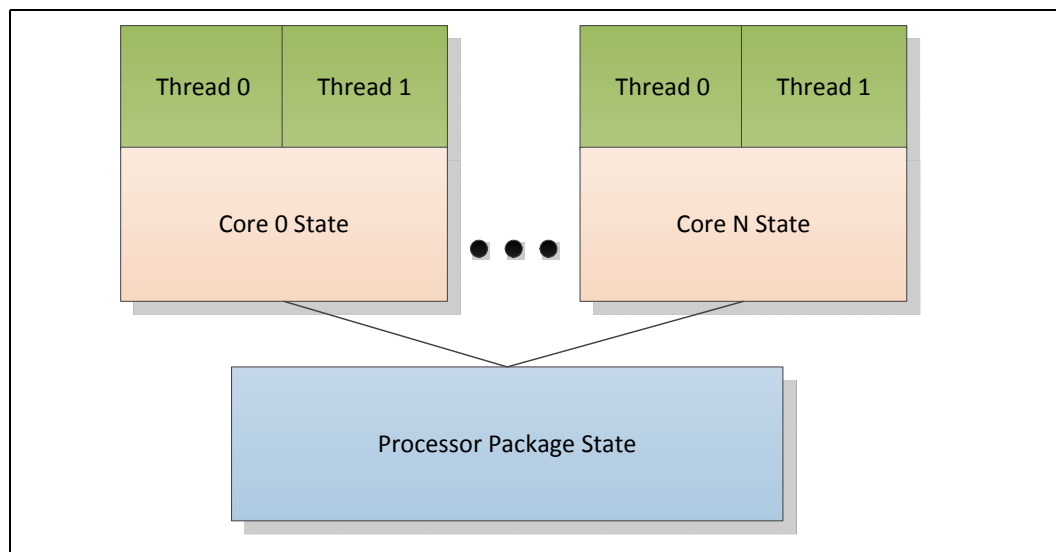 Thread 0
Thread 1
Thread 0
Thread 1
Core 0 State
Core N State
Processor Package State